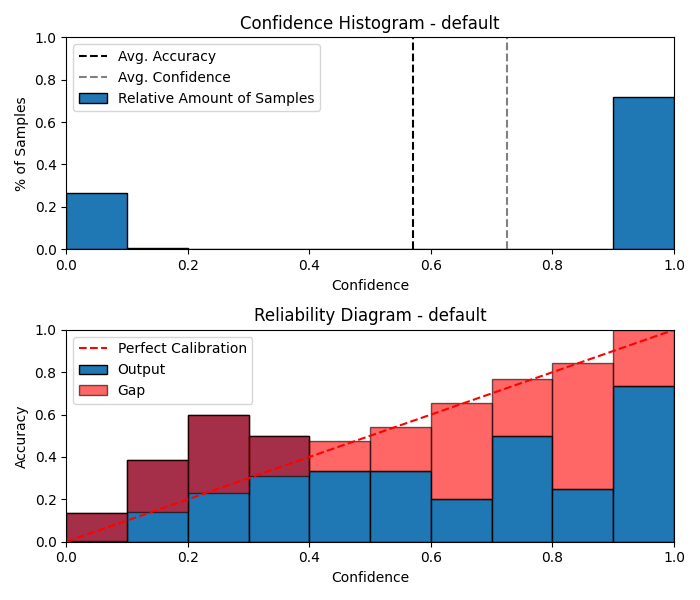 Confidence Histogram - default
1.0
0.8
0.6
0.4
0.2
0.0
% of Samples
Avg. Accuracy
Avg. Confidence
Relative Amount of Samples
0.0 0.2 0.4 0.6 0.8 1.0
Confidence
Reliability Diagram - default
1.0
0.8
0.6
0.4
0.2
0.0
Accuracy
Perfect Calibration
Output
Gap
0.0 0.2 0.4 0.6 0.8 1.0
Confidence